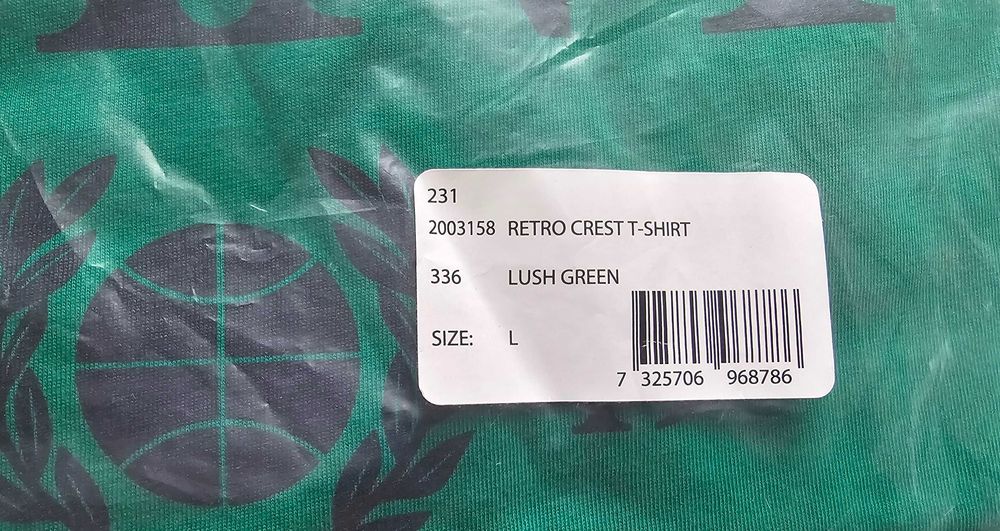 231
2003158 RETRO CREST T-SHIRT
336 LUSH GREEN
SIZE: L
7 325706 968786